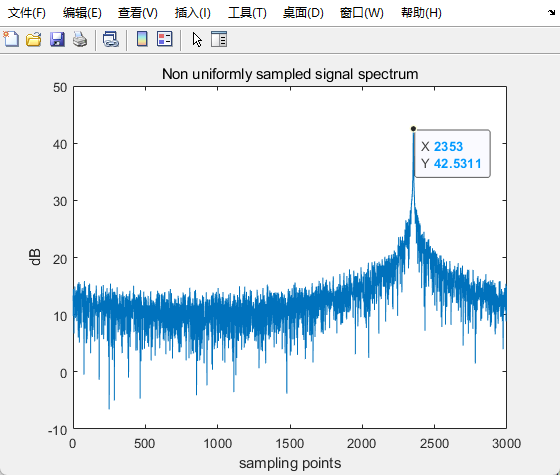 文件(F) 编辑(E) 查看(V) 插入(I) 工具(T) 桌面(D) 窗口(W) 帮助(H)
Non uniformly sampled signal spectrum
50
40
30
20
10
0
-10
dB
X 2353
Y 42.5311
0 500 1000 1500 2000 2500 3000
sampling points